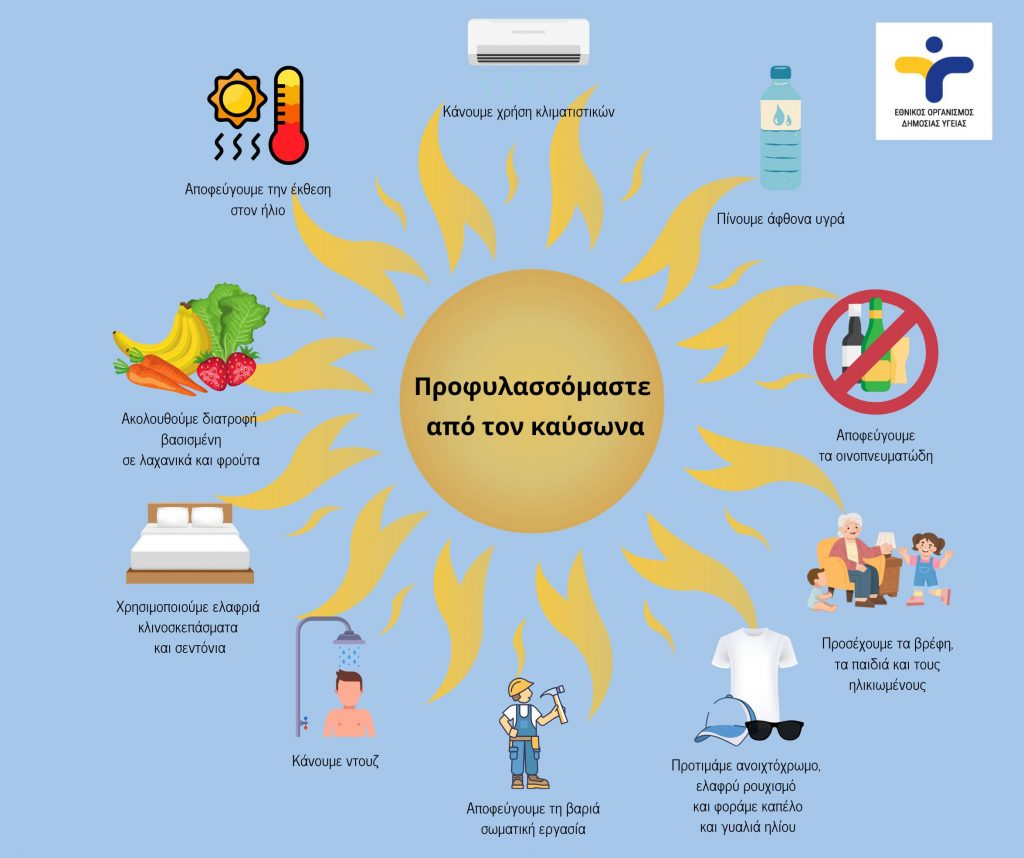 Κάνουμε χρήση κλιματιστικών
ΕΘΝΙΚΟΣ ΟΡΓΑΝΙΣΜΟΣ
ΔΗΜΟΣΙΑΣ ΥΓΕΙΑΣ
Αποφεύγουμε την έκθεση
στον ήλιο
Πίνουμε άφθονα υγρά
Προφυλασσόμαστε
από τον καύσωνα
Ακολουθούμε διατροφή
βασισμένη
σε λαχανικά και φρούτα
Αποφεύγουμε
τα οινοπνευματώδη
Χρησιμοποιούμε ελαφριά
κλινοσκεπάσματα
και σεντόνια
Προσέχουμε τα βρέφη,
τα παιδιά και τους
ηλικιωμένους
Κάνουμε ντουζ
Αποφεύγουμε τη βαριά
σωματική εργασία
Προτιμάμε ανοιχτόχρωμο,
ελαφρύ ρουχισμό
και φοράμε καπέλο
και γυαλιά ηλίου